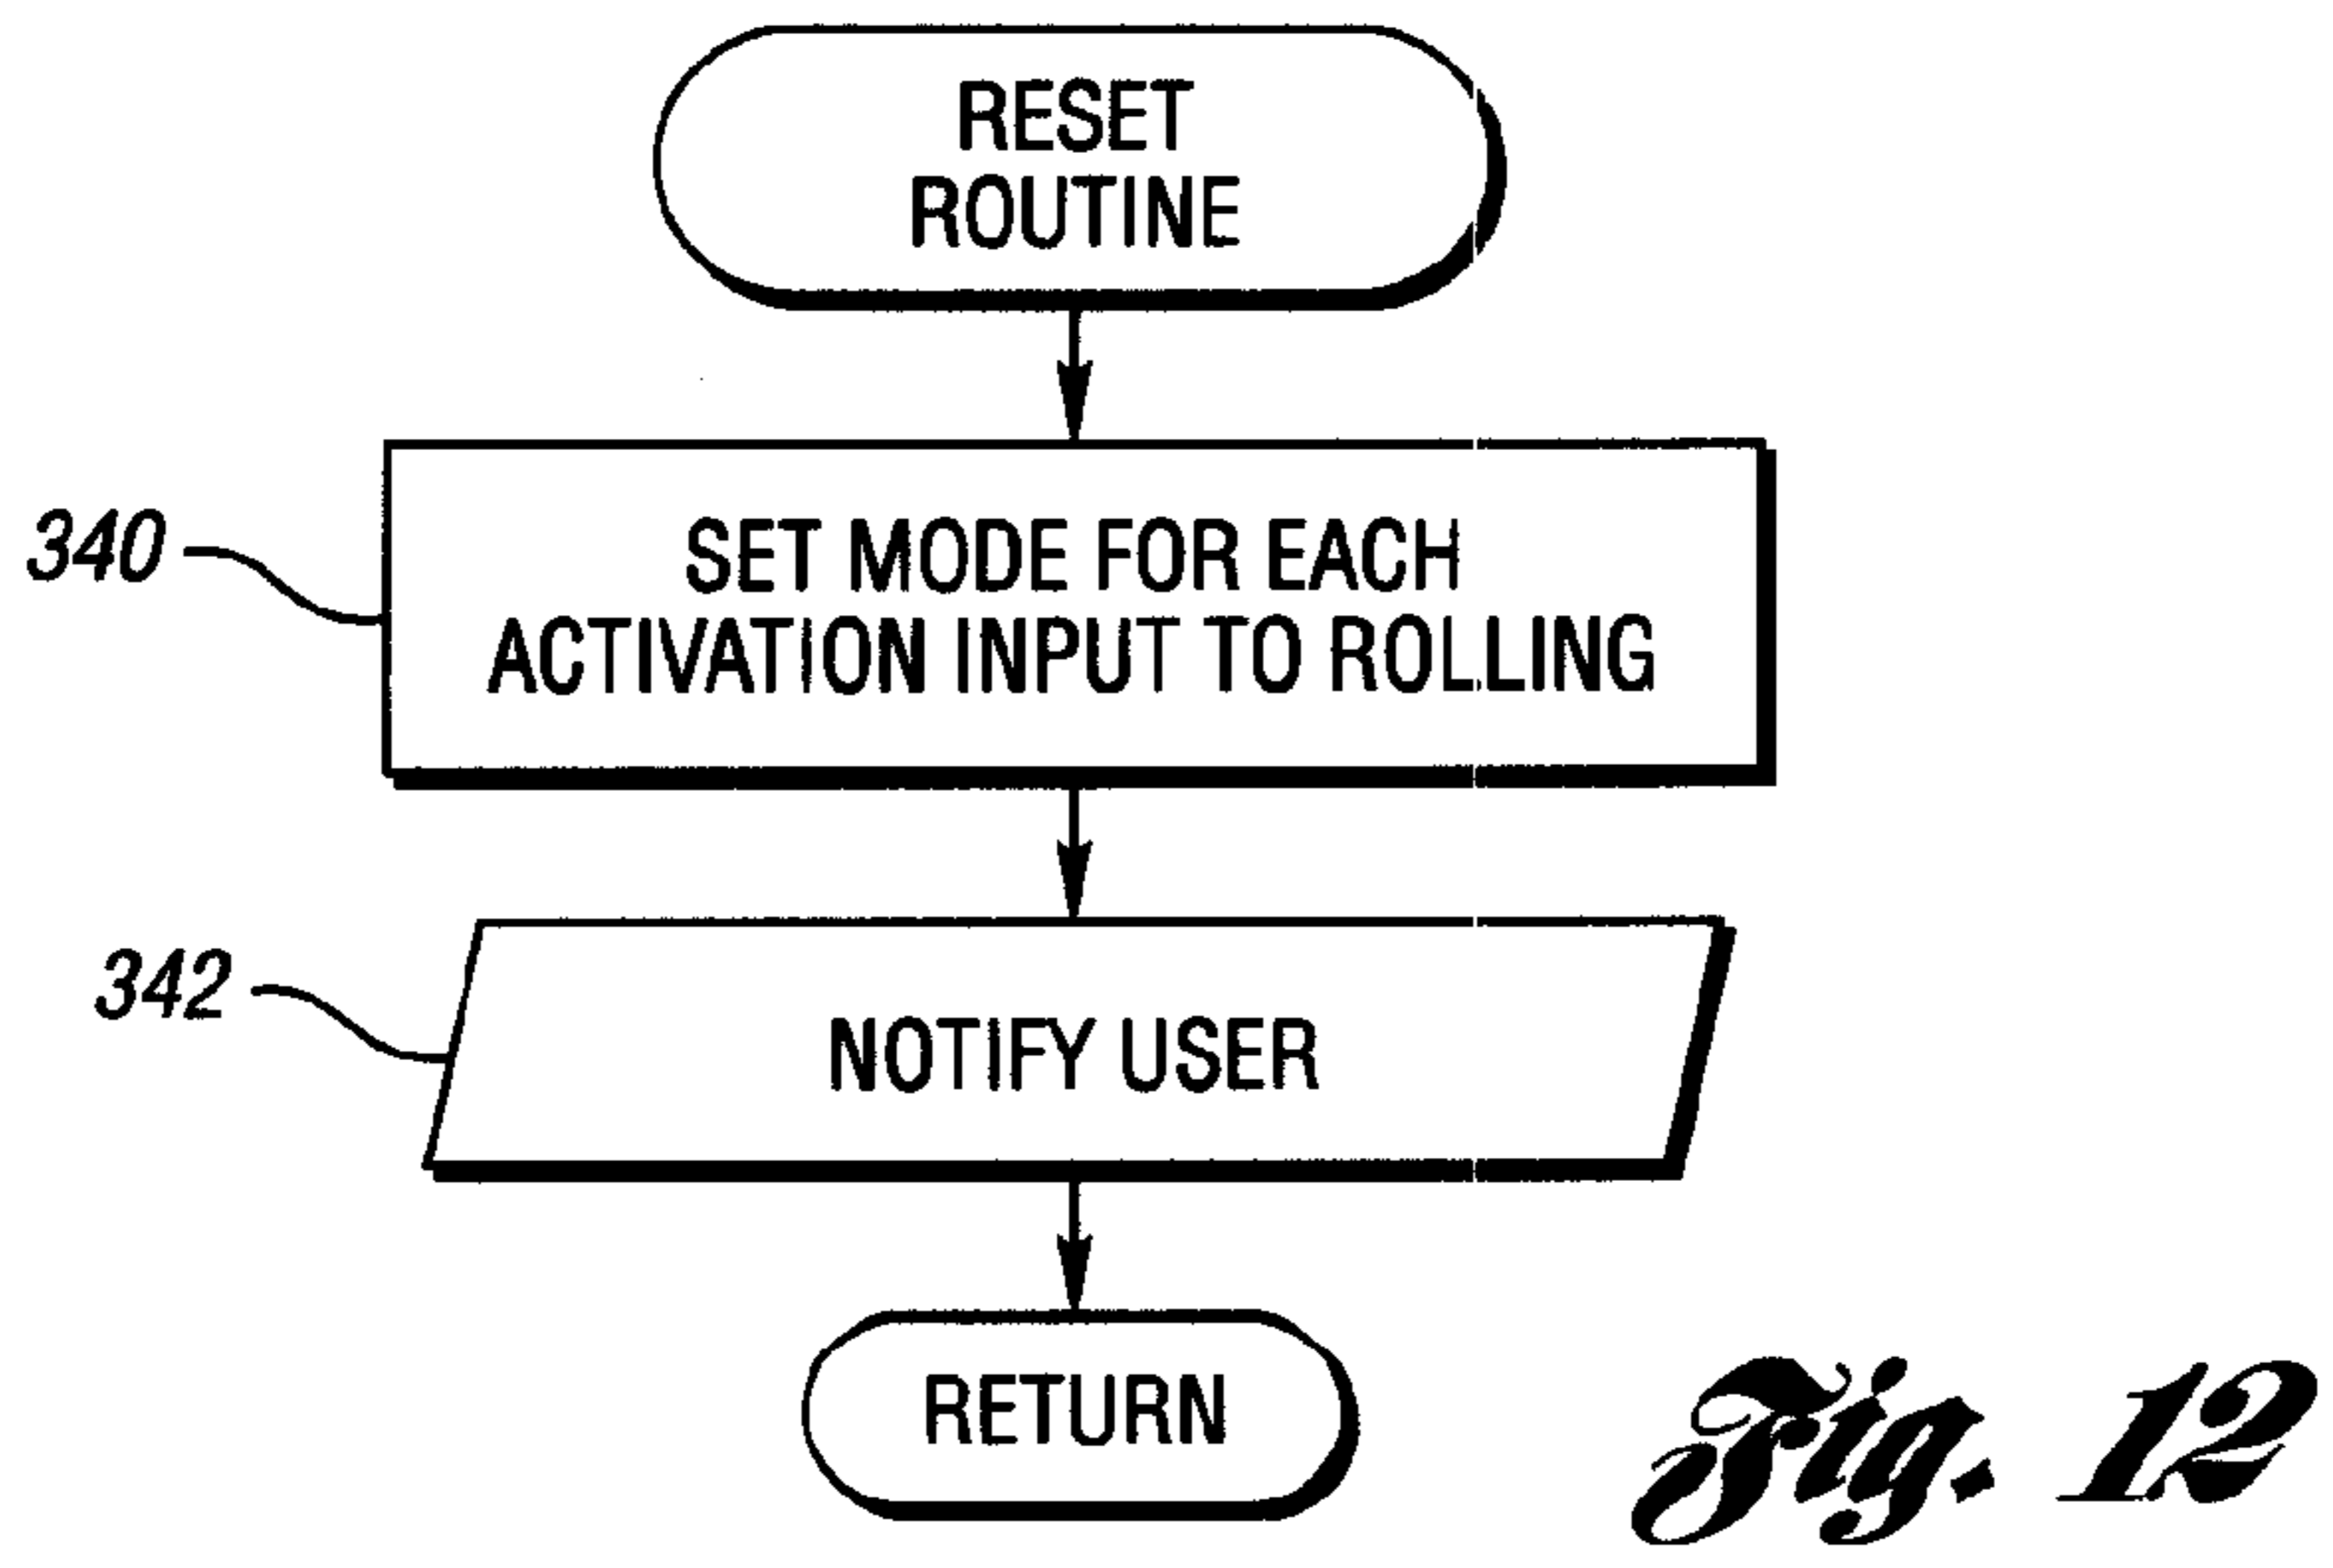 RESET
ROUTINE
340
SET MODE FOR EACH
ACTIVATION INPUT TO ROLLING
342
NOTIFY USER
RETURN
Fig. 12